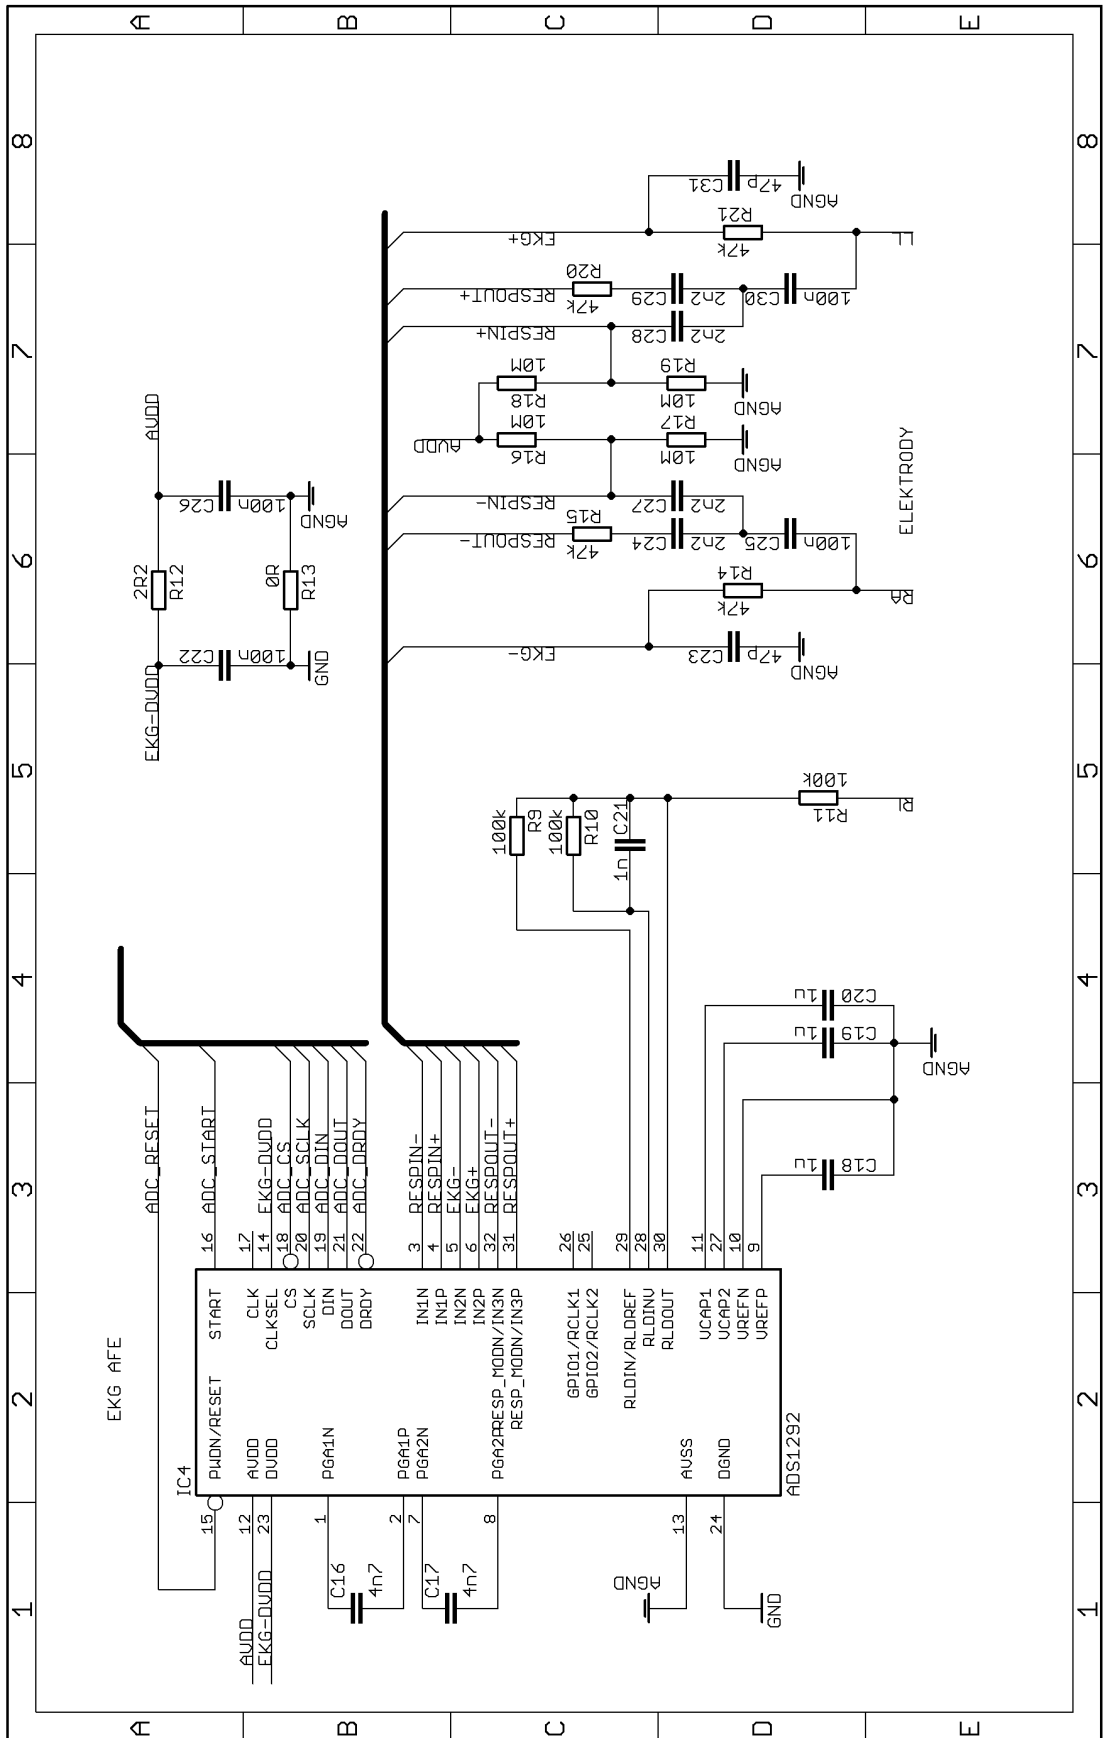 A
B
C
D
E
8
7
6
5
4
3
2
1
8
7
6
5
4
3
2
1
A
B
C
D
E
EKG AFE
IC4
ADS1292
PWDN/RESET
START
AVDD
DVDD
CLK
CLKSEL
CS
SCLK
DIN
DOUT
DRDY
PGA1N
PGA1P
PGA2N
PGA2P
IN1N
IN1P
IN2N
IN2P
RESP_MODN/IN3N
RESP_MODN/IN3P
GPIO1/RCLK1
GPIO2/RCLK2
RLDIN/RLDREF
RLDINV
RLDOUT
AVSS
DGND
VCAP1
VCAP2
VREFN
VREFP
15
12
23
1
2
7
8
13
24
16
17
14
18
20
19
21
22
3
4
5
6
32
31
26
25
29
28
30
11
27
10
9
AVDD
EKG-DVDD
C16
4n7
C17
4n7
AGND
GND
ADC_RESET
ADC_START
EKG-DVDD
ADC_CS
ADC_SCLK
ADC_DIN
ADC_DOUT
ADC_DRDY
RESPIN-
RESPIN+
EKG-
EKG+
RESPOUT-
RESPOUT+
C18
1u
C19
1u
C20
1u
AGND
100k
R9
100k
R10
C21
1n
R11
100k
RL
EKG-DVDD
AVDD
2R2
R12
C22
100n
C26
100n
0R
R13
GND
AGND
EKG-
C23
47p
AGND
R14
47k
RA
RESPOUT-
R15
47k
C24
2n2
C25
100n
RESPIN-
C27
2n2
AVDD
R16
10M
R17
10M
AGND
R18
10M
R19
10M
AGND
RESPIN+
C28
2n2
RESPOUT+
R20
47k
C29
2n2
C30
100n
EKG+
R21
47k
LL
C31
47p
AGND
ELEKTRODY